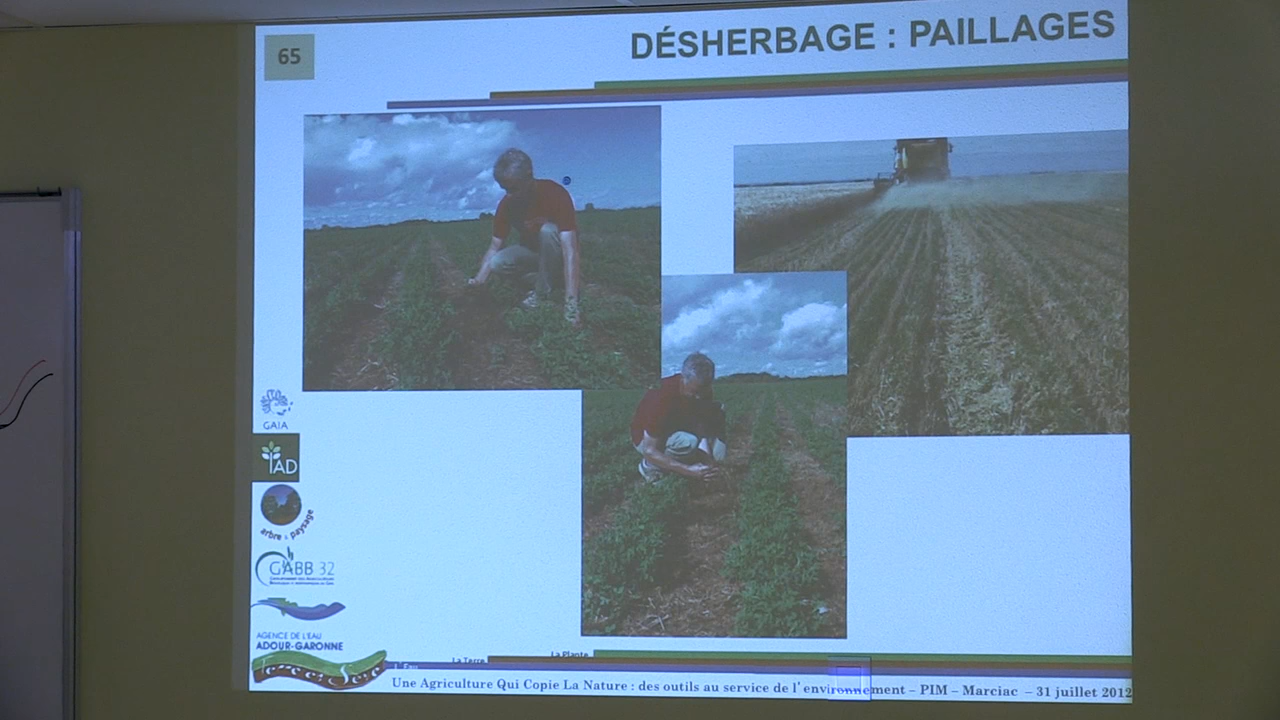 65
DÉSHERBAGE : PAILLAGES
GAIA
AD
arbre & paysage
GABB 32
AGENCE DE L'EAU
ADOUR-GARONNE
L'Eau
La Terre
La Plante
Une Agriculture Qui Copie La Nature : des outils au service de l'environnement – PIM – Marciac – 31 juillet 2012